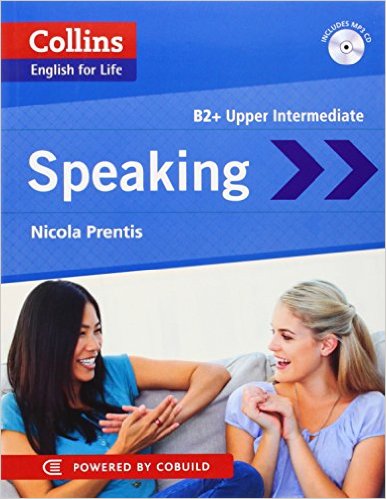 Collins
English for Life
INCLUDES MP3 CD
B2+ Upper Intermediate
Speaking
Nicola Prentis
POWERED BY COBUILD